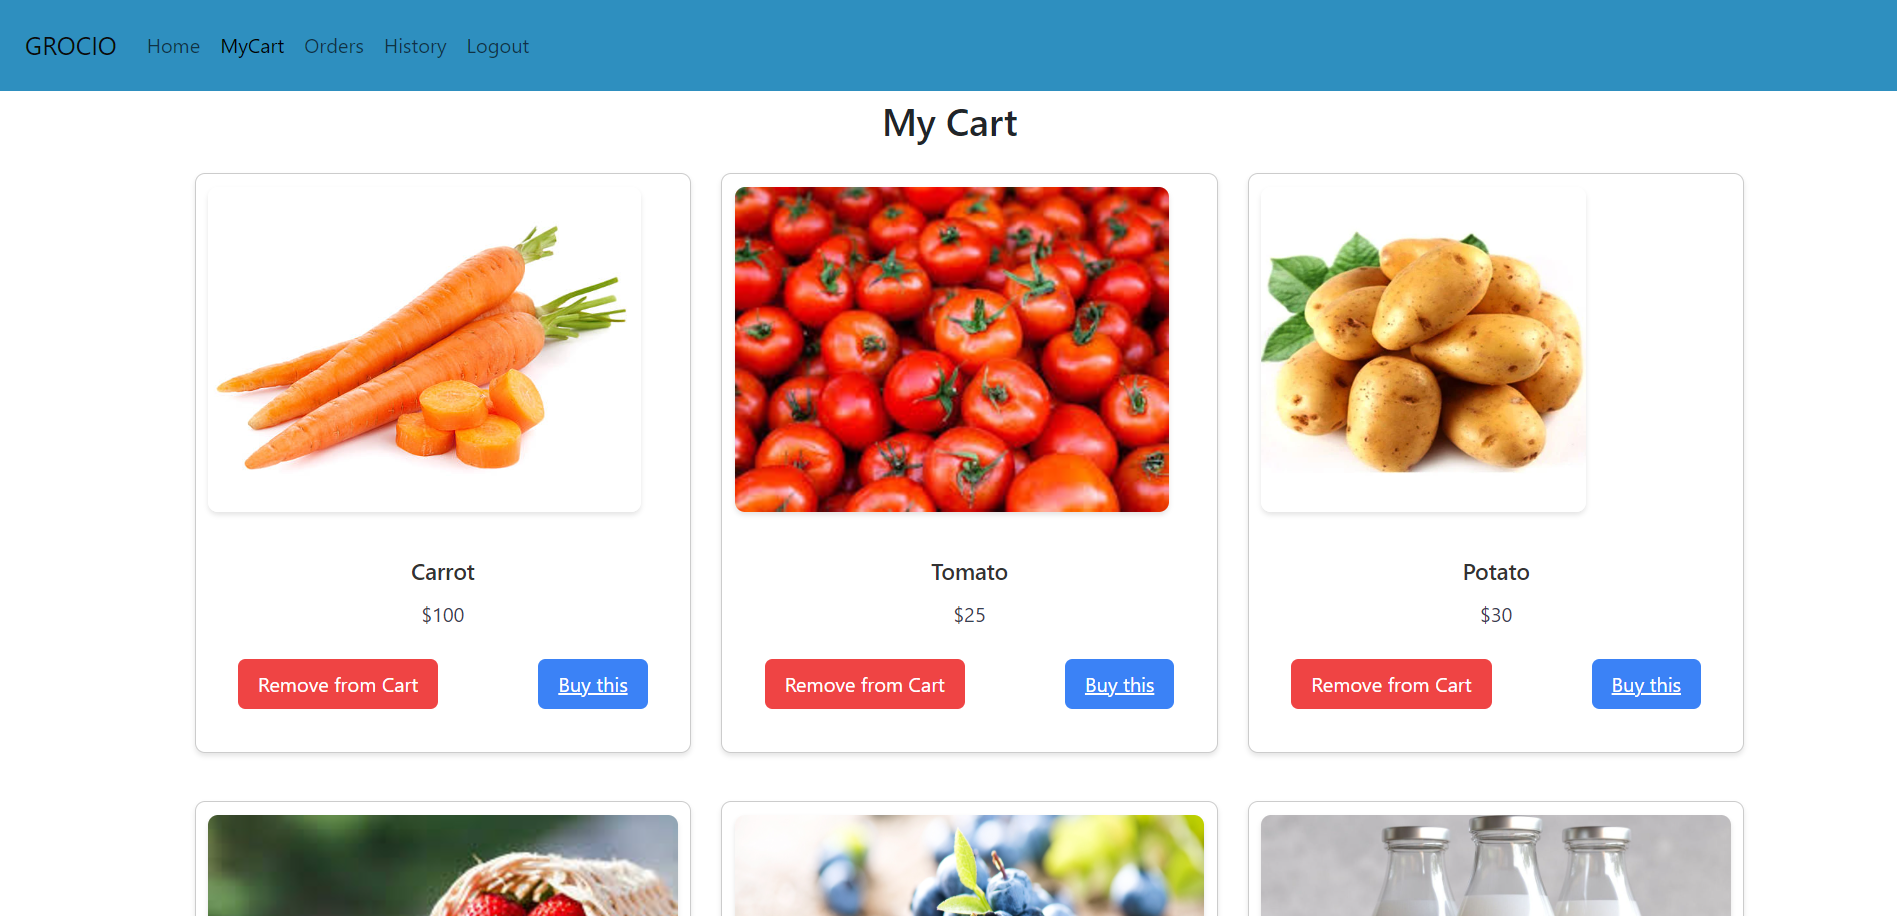 GROCIO Home MyCart Orders History Logout
My Cart
Carrot
$100
Remove from Cart Buy this
Tomato
$25
Remove from Cart Buy this
Potato
$30
Remove from Cart Buy this